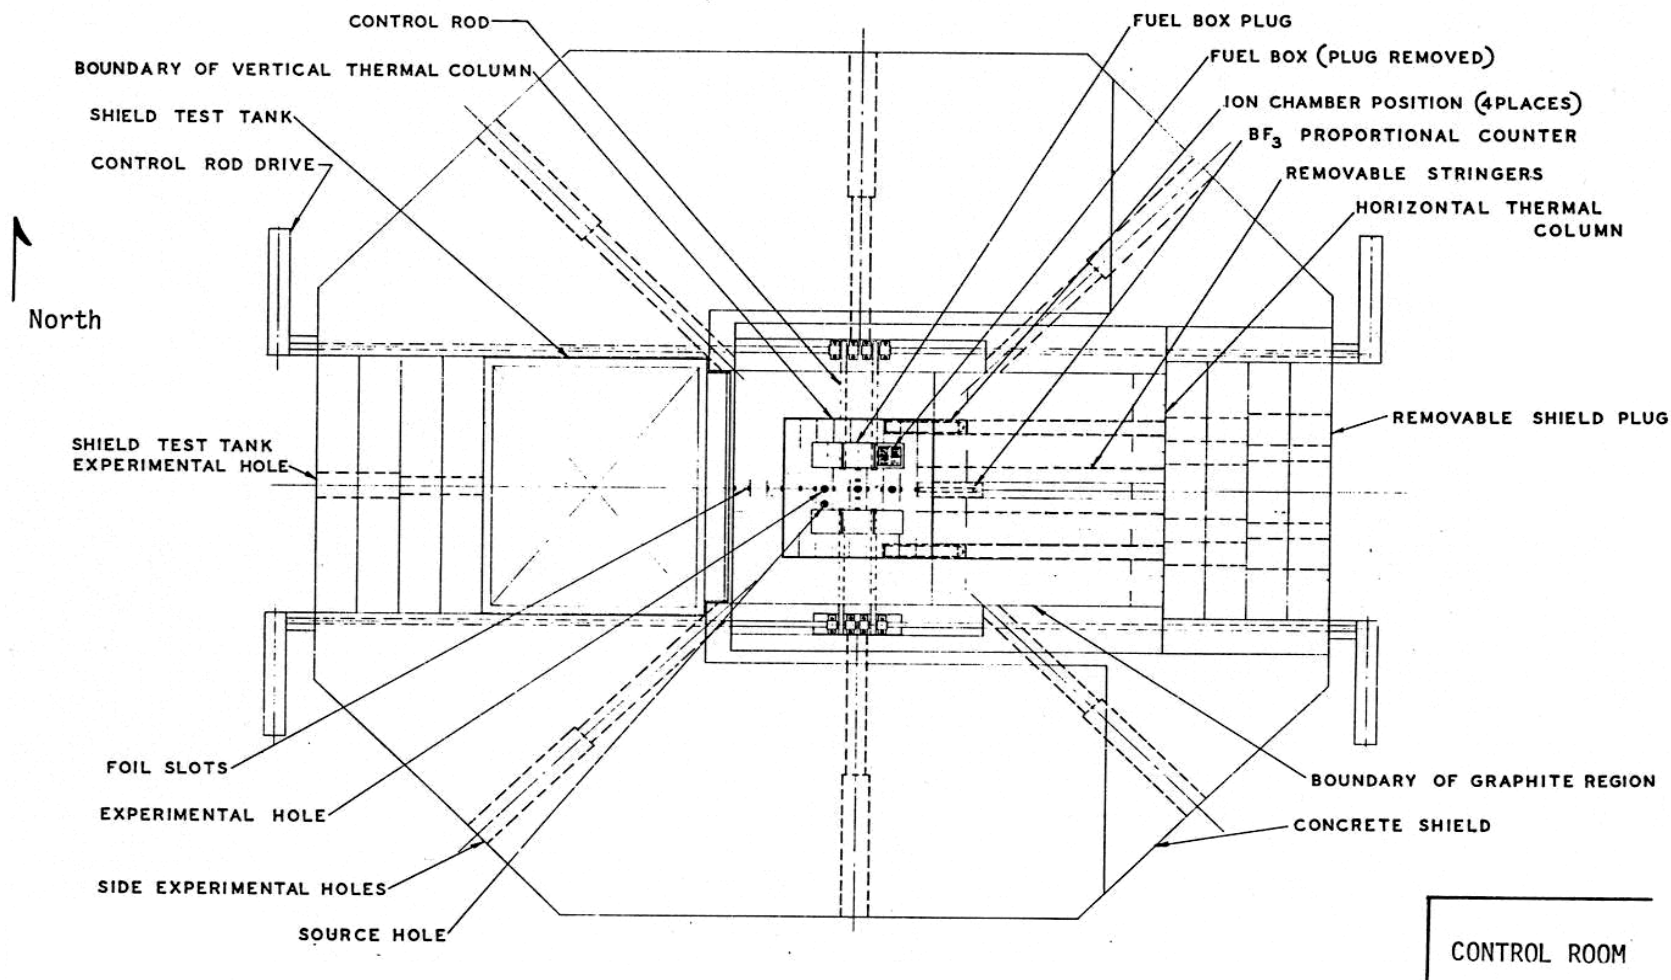 CONTROL ROD
BOUNDARY OF VERTICAL THERMAL COLUMN
SHIELD TEST TANK
CONTROL ROD DRIVE
North
SHIELD TEST TANK
EXPERIMENTAL HOLE
FOIL SLOTS
EXPERIMENTAL HOLE
SIDE EXPERIMENTAL HOLES
SOURCE HOLE
FUEL BOX PLUG
FUEL BOX (PLUG REMOVED)
ION CHAMBER POSITION (4 PLACES)
BF₃ PROPORTIONAL COUNTER
REMOVABLE STRINGERS
HORIZONTAL THERMAL
COLUMN
REMOVABLE SHIELD PLUG
BOUNDARY OF GRAPHITE REGION
CONCRETE SHIELD
CONTROL ROOM